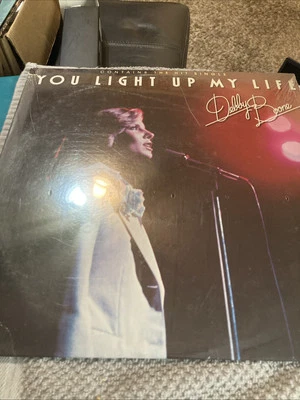 CONTAINS THE HIT SINGLE
YOU LIGHT UP MY LIFE
Debby Boone